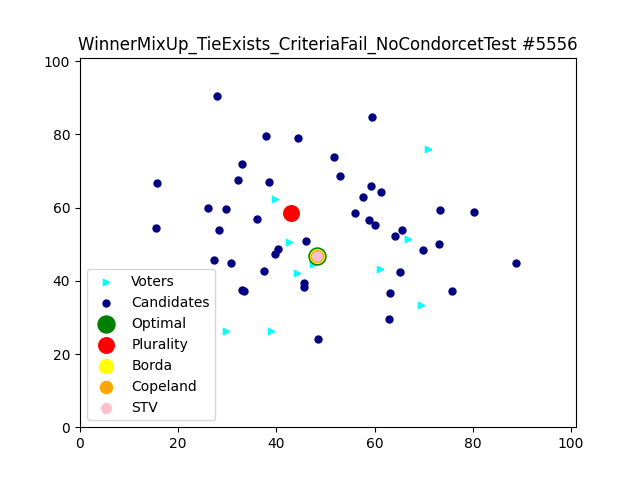 WinnerMixUp_TieExists_CriteriaFail_NoCondorcetTest #5556
100
80
60
40
20
0
Voters
Candidates
Optimal
Plurality
Borda
Copeland
STV
0 20 40 60 80 100